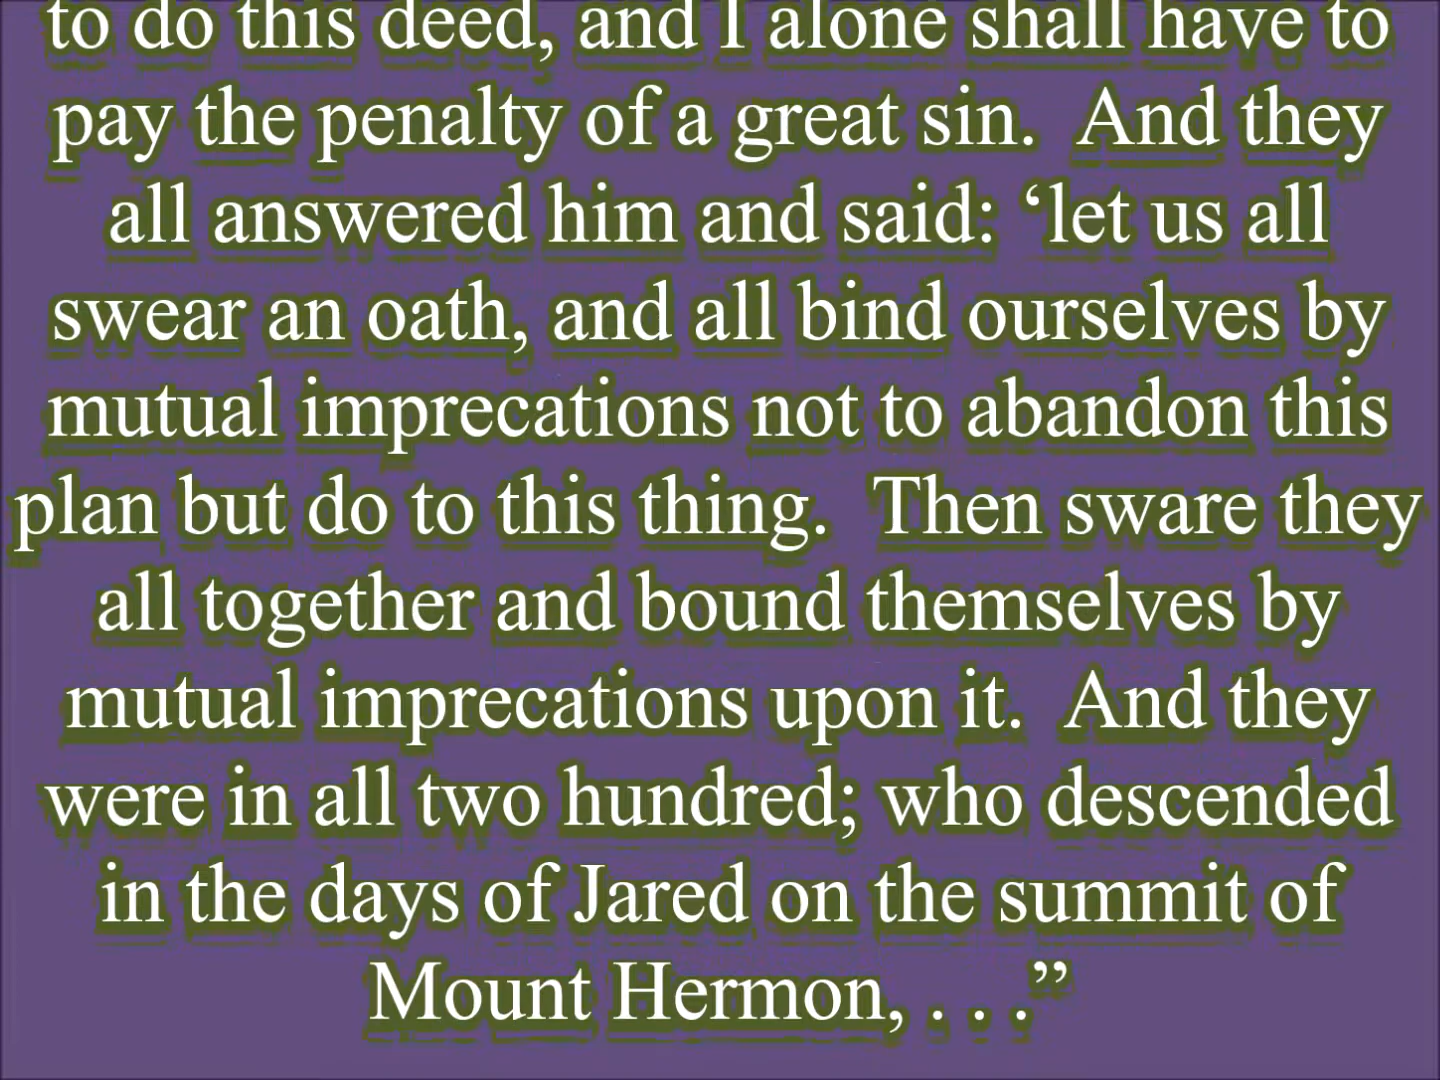 to do this deed, and I alone shall have to
pay the penalty of a great sin.  And they
all answered him and said: ‘let us all
swear an oath, and all bind ourselves by
mutual imprecations not to abandon this
plan but do to this thing.  Then sware they
all together and bound themselves by
mutual imprecations upon it.  And they
were in all two hundred; who descended
in the days of Jared on the summit of
Mount Hermon, . . .”